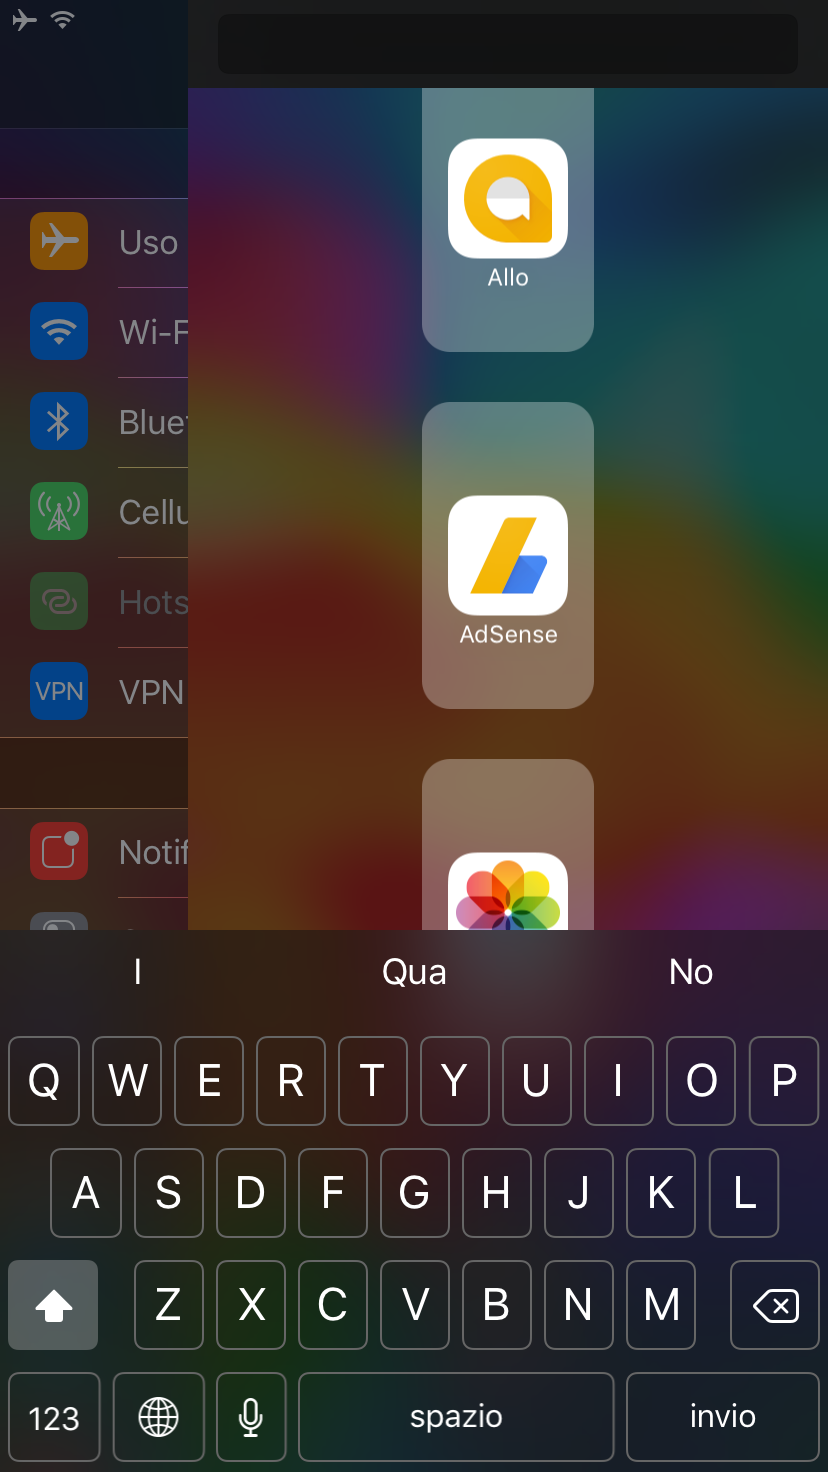 Uso
Wi-F
Blue
Cellu
Hots
VPN VPN
Notif
Allo
AdSense
I Qua No
Q W E R T Y U I O P
A S D F G H J K L
Z X C V B N M
123 spazio invio